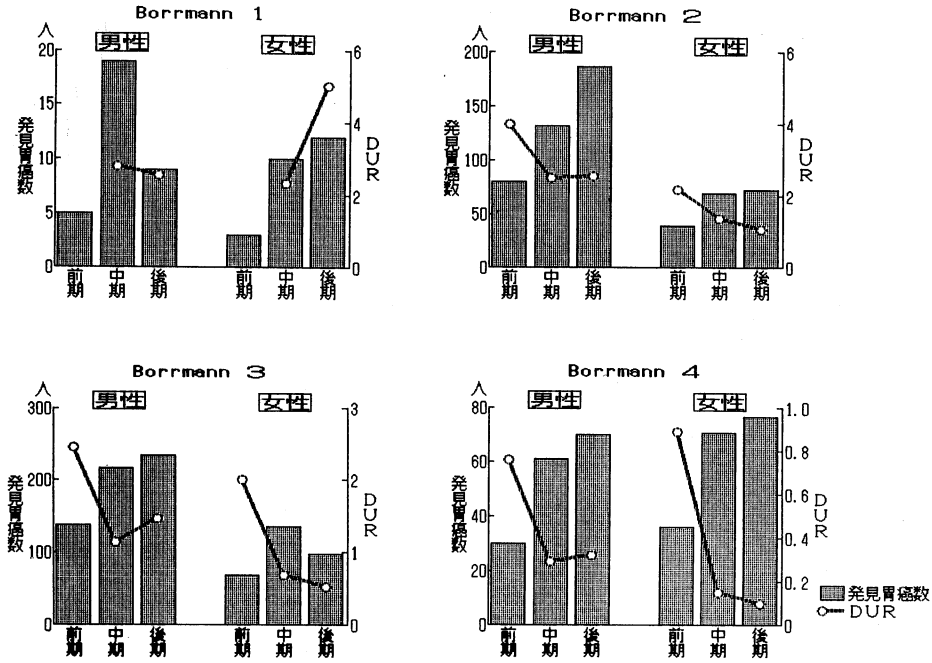 Borrmann 1
人
男性
女性
20
15
10
5
0
発見胃癌数
6
4
2
0
DUR
前期
中期
後期
前期
中期
後期
Borrmann 2
人
男性
女性
200
150
100
50
0
発見胃癌数
6
4
2
0
DUR
前期
中期
後期
前期
中期
後期
Borrmann 3
人
男性
女性
300
200
100
0
発見胃癌数
3
2
1
0
DUR
前期
中期
後期
前期
中期
後期
Borrmann 4
人
男性
女性
80
60
40
20
0
発見胃癌数
1.0
0.8
0.6
0.4
0.2
0
DUR
前期
中期
後期
前期
中期
後期
発見胃癌数
DUR